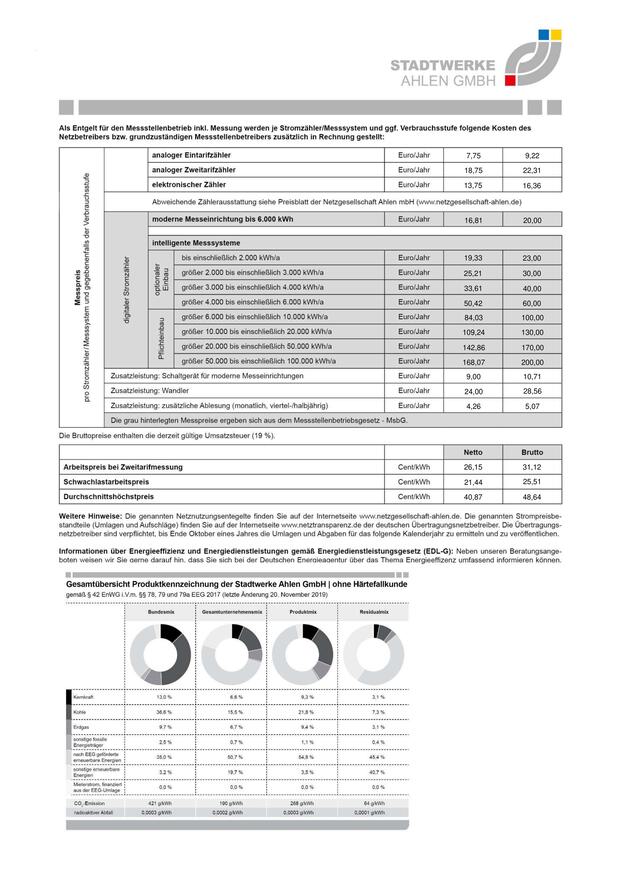 STADTWERKE
AHLEN GMBH
Als Entgelt für den Messstellenbetrieb inkl. Messung werden je Stromzähler/Messsystem und ggf. Verbrauchsstufe folgende Kosten des
Netzbetreibers bzw. grundzuständigen Messstellenbetreibers zusätzlich in Rechnung gestellt:
Messpreis
pro Stromzähler/Messsystem und gegebenenfalls der Verbrauchsstufe
analoger Eintarifzähler Euro/Jahr 7,75 9,22
analoger Zweitarifzähler Euro/Jahr 18,75 22,31
elektronischer Zähler Euro/Jahr 13,75 16,36
Abweichende Zählerausstattung siehe Preisblatt der Netzgesellschaft Ahlen mbH (www.netzgesellschaft-ahlen.de)
digitaler Stromzähler
moderne Messeinrichtung bis 6.000 kWh Euro/Jahr 16,81 20,00
intelligente Messsysteme
optionaler
Einbau
bis einschließlich 2.000 kWh/a Euro/Jahr 19,33 23,00
größer 2.000 bis einschließlich 3.000 kWh/a Euro/Jahr 25,21 30,00
größer 3.000 bis einschließlich 4.000 kWh/a Euro/Jahr 33,61 40,00
größer 4.000 bis einschließlich 6.000 kWh/a Euro/Jahr 50,42 60,00
Pflichteinbau
größer 6.000 bis einschließlich 10.000 kWh/a Euro/Jahr 84,03 100,00
größer 10.000 bis einschließlich 20.000 kWh/a Euro/Jahr 109,24 130,00
größer 20.000 bis einschließlich 50.000 kWh/a Euro/Jahr 142,86 170,00
größer 50.000 bis einschließlich 100.000 kWh/a Euro/Jahr 168,07 200,00
Zusatzleistung: Schaltgerät für moderne Messeinrichtungen Euro/Jahr 9,00 10,71
Zusatzleistung: Wandler Euro/Jahr 24,00 28,56
Zusatzleistung: zusätzliche Ablesung (monatlich, viertel-/halbjährig) Euro/Jahr 4,26 5,07
Die grau hinterlegten Messpreise ergeben sich aus dem Messstellenbetriebsgesetz - MsbG.
Die Bruttopreise enthalten die derzeit gültige Umsatzsteuer (19 %).
Netto Brutto
Arbeitspreis bei Zweitarifmessung Cent/kWh 26,15 31,12
Schwachlastarbeitspreis Cent/kWh 21,44 25,51
Durchschnittshöchstpreis Cent/kWh 40,87 48,64
Weitere Hinweise: Die genannten Netznutzungsentegelte finden Sie auf der Internetseite www.netzgesellschaft-ahlen.de. Die genannten Strompreisbe-
standteile (Umlagen und Aufschläge) finden Sie auf der Internetseite www.netztransparenz.de der deutschen Übertragungsnetzbetreiber. Die Übertragungs-
netzbetreiber sind verpflichtet, bis Ende Oktober eines Jahres die Umlagen und Abgaben für das folgende Kalenderjahr zu ermitteln und zu veröffentlichen.
Informationen über Energieeffizienz und Energiedienstleistungen gemäß Energiedienstleistungsgesetz (EDL-G): Neben unseren Beratungsange-
boten weisen wir Sie gerne darauf hin, dass Sie sich bei der Deutschen Energieagentur über das Thema Energieeffizenz umfassend informieren können.
Gesamtübersicht Produktkennzeichnung der Stadtwerke Ahlen GmbH | ohne Härtefallkunde
gemäß § 42 EnWG i.V.m. §§ 78, 79 und 79a EEG 2017 (letzte Änderung 20. November 2019)
Bundesmix Gesamtunternehmensmix Produktmix Residualmix
Kernkraft 13,0 % 6,6 % 9,3 % 3,1 %
Kohle 36,6 % 15,5 % 21,8 % 7,3 %
Erdgas 9,7 % 6,7 % 9,4 % 3,1 %
sonstige fossile
Energieträger 2,5 % 0,7 % 1,1 % 0,4 %
nach EEG geförderte
erneuerbare Energien 35,0 % 50,7 % 54,8 % 45,4 %
sonstige erneuerbare
Energien 3,2 % 19,7 % 3,5 % 40,7 %
Mieterstrom, finanziert
aus der EEG-Umlage 0,0 % 0,0 % 0,0 % 0,0 %
CO₂-Emission 421 g/kWh 190 g/kWh 268 g/kWh 84 g/kWh
radioaktiver Abfall 0,0003 g/kWh 0,0002 g/kWh 0,0003 g/kWh 0,0001 g/kWh